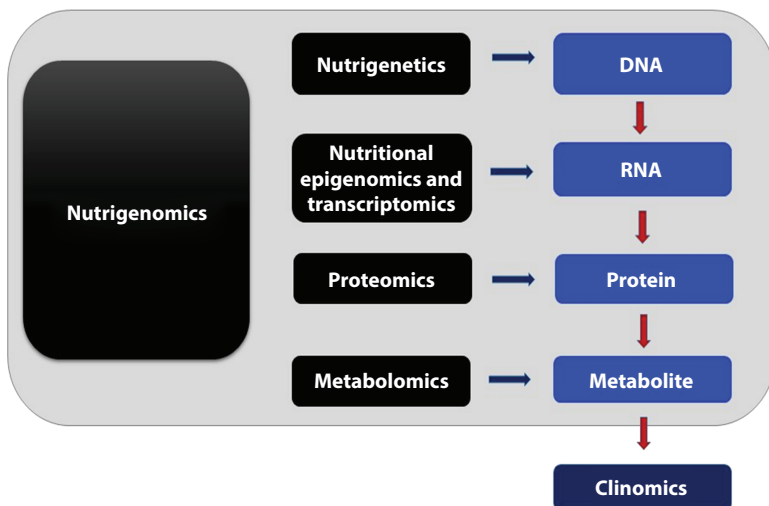 Nutrigenomics
Nutrigenetics
DNA
Nutritional
epigenomics and
transcriptomics
RNA
Proteomics
Protein
Metabolomics
Metabolite
Clinomics